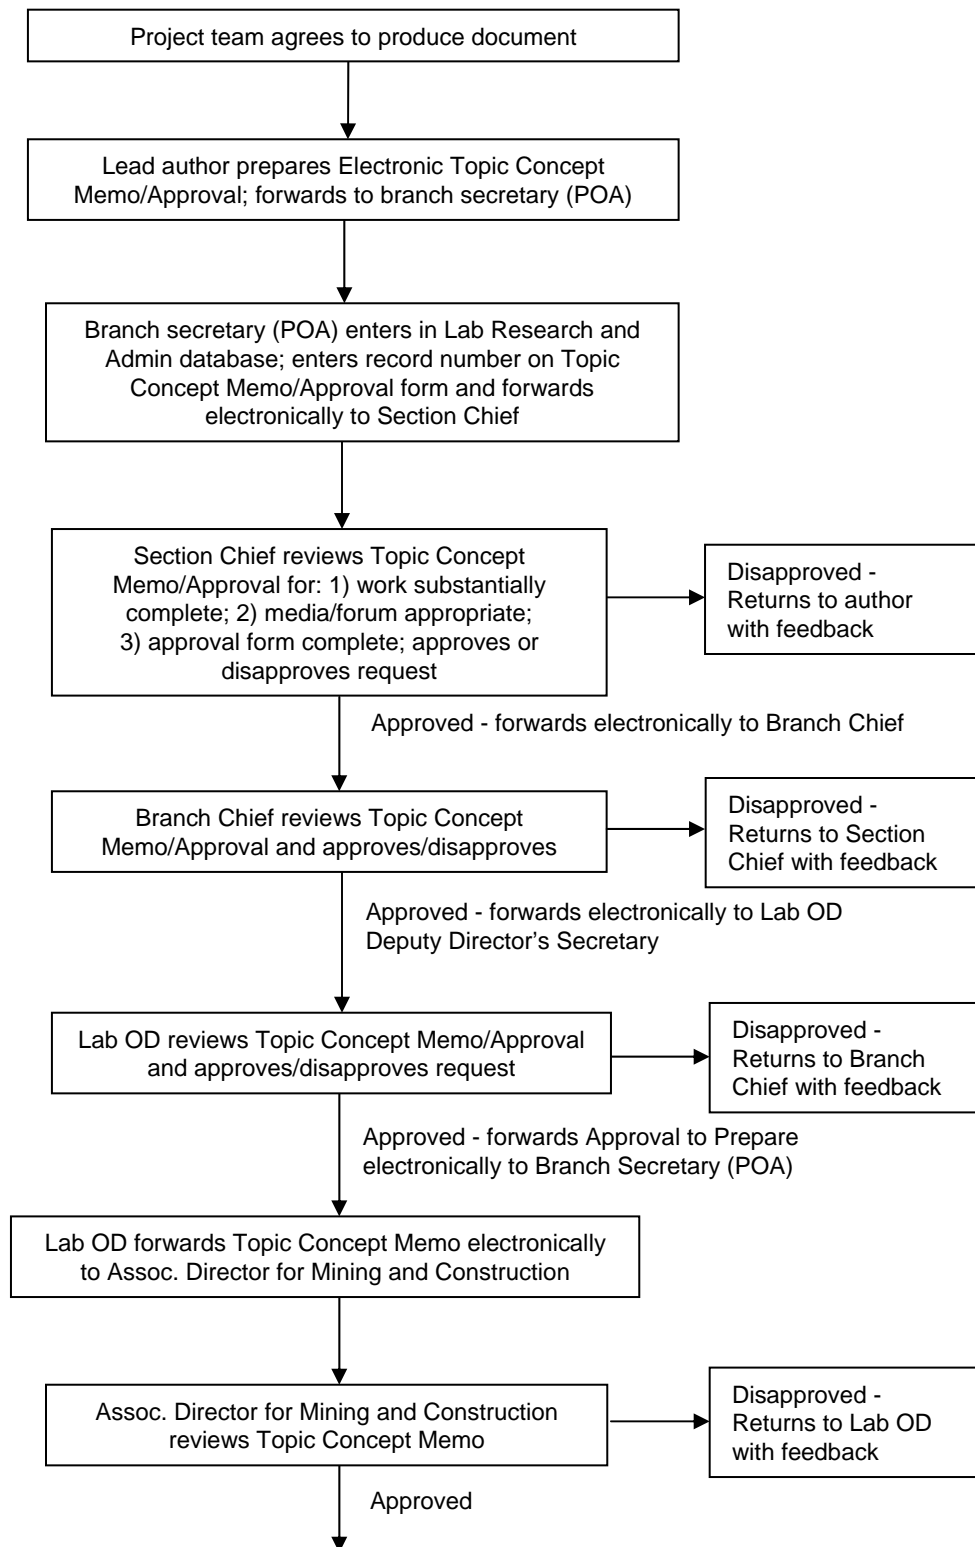 Project team agrees to produce document
Lead author prepares Electronic Topic Concept
Memo/Approval; forwards to branch secretary (POA)
Branch secretary (POA) enters in Lab Research and
Admin database; enters record number on Topic
Concept Memo/Approval form and forwards
electronically to Section Chief
Section Chief reviews Topic Concept
Memo/Approval for: 1) work substantially
complete; 2) media/forum appropriate;
3) approval form complete; approves or
disapproves request
Disapproved -
Returns to author
with feedback
Approved - forwards electronically to Branch Chief
Branch Chief reviews Topic Concept
Memo/Approval and approves/disapproves
Disapproved -
Returns to Section
Chief with feedback
Approved - forwards electronically to Lab OD
Deputy Director's Secretary
Lab OD reviews Topic Concept Memo/Approval
and approves/disapproves request
Disapproved -
Returns to Branch
Chief with feedback
Approved - forwards Approval to Prepare
electronically to Branch Secretary (POA)
Lab OD forwards Topic Concept Memo electronically
to Assoc. Director for Mining and Construction
Assoc. Director for Mining and Construction
reviews Topic Concept Memo
Disapproved -
Returns to Lab OD
with feedback
Approved